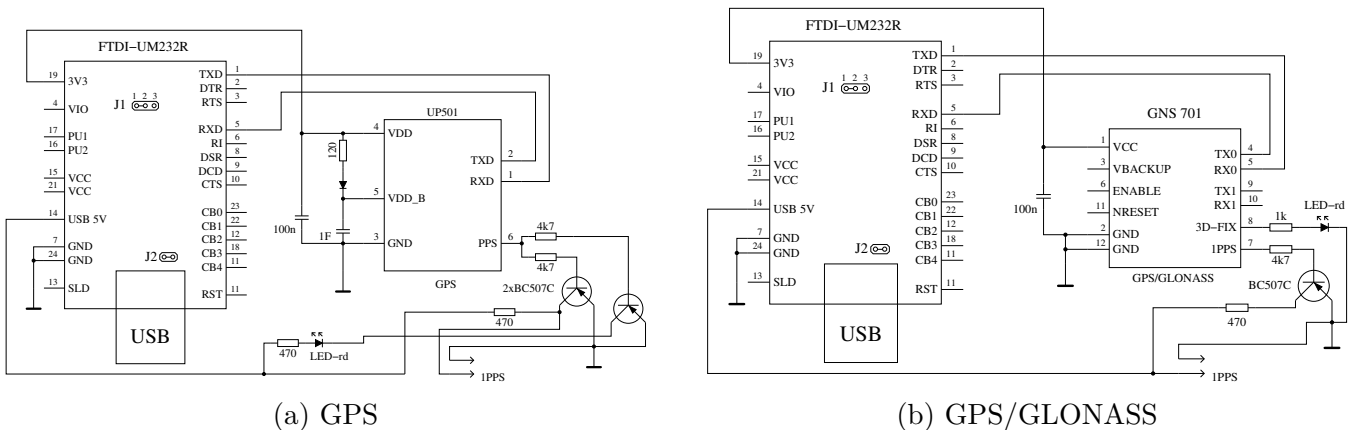 FTDI−UM232R
19
3V3
TXD
1
DTR
2
J1
1 2 3
RTS
3
4
VIO
RXD
5
17
PU1
RI
6
16
PU2
DSR
8
DCD
9
15
VCC
CTS
10
21
VCC
CB0
23
14
USB 5V
CB1
22
CB2
12
7
GND
CB3
18
24
GND
J2
CB4
11
13
SLD
RST
11
USB
UP501
4
VDD
120
TXD
2
RXD
1
5
VDD_B
100n
1F
3
GND
PPS
6
4k7
4k7
GPS
2xBC507C
470
470
LED−rd
1PPS
(a) GPS
FTDI−UM232R
19
3V3
TXD
1
DTR
2
J1
1 2 3
RTS
3
4
VIO
RXD
5
17
PU1
RI
6
16
PU2
DSR
8
DCD
9
15
VCC
CTS
10
21
VCC
CB0
23
14
USB 5V
CB1
22
CB2
12
7
GND
CB3
18
24
GND
J2
CB4
11
13
SLD
RST
11
USB
GNS 701
1
VCC
TX0
4
3
VBACKUP
RX0
5
6
ENABLE
TX1
9
11
NRESET
RX1
10
100n
2
GND
3D−FIX
8
1k
LED−rd
12
GND
1PPS
7
4k7
GPS/GLONASS
BC507C
470
1PPS
(b) GPS/GLONASS